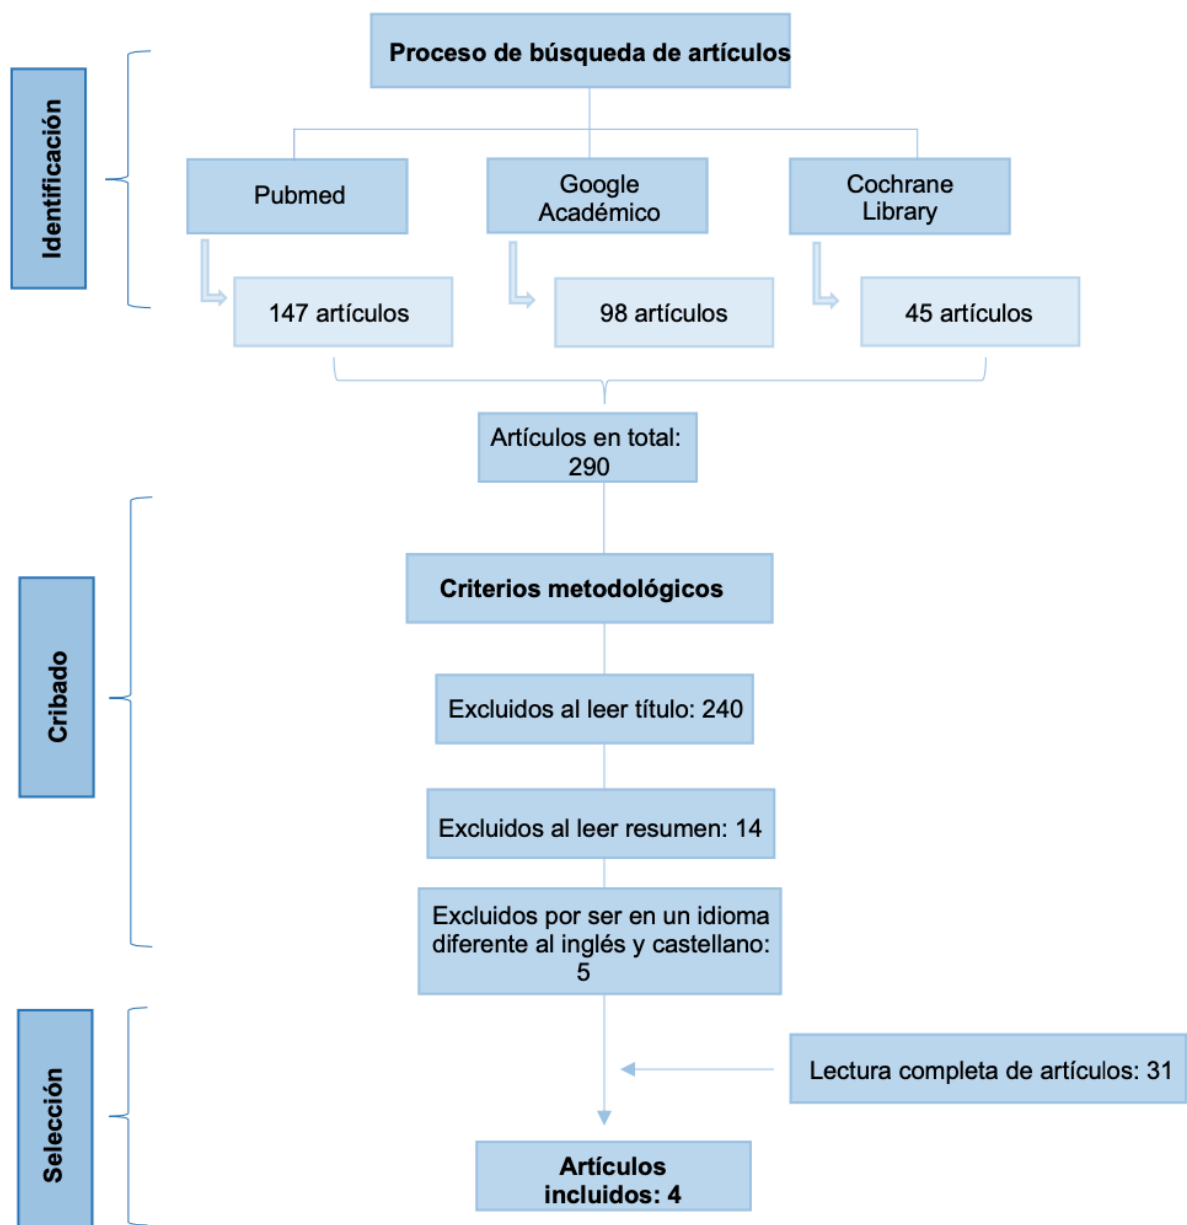 Proceso de búsqueda de artículos
Identificación
Pubmed
Google
Académico
Cochrane
Library
147 artículos
98 artículos
45 artículos
Artículos en total:
290
Cribado
Criterios metodológicos
Excluidos al leer título: 240
Excluidos al leer resumen: 14
Excluidos por ser en un idioma
diferente al inglés y castellano:
5
Selección
Lectura completa de artículos: 31
Artículos
incluidos: 4